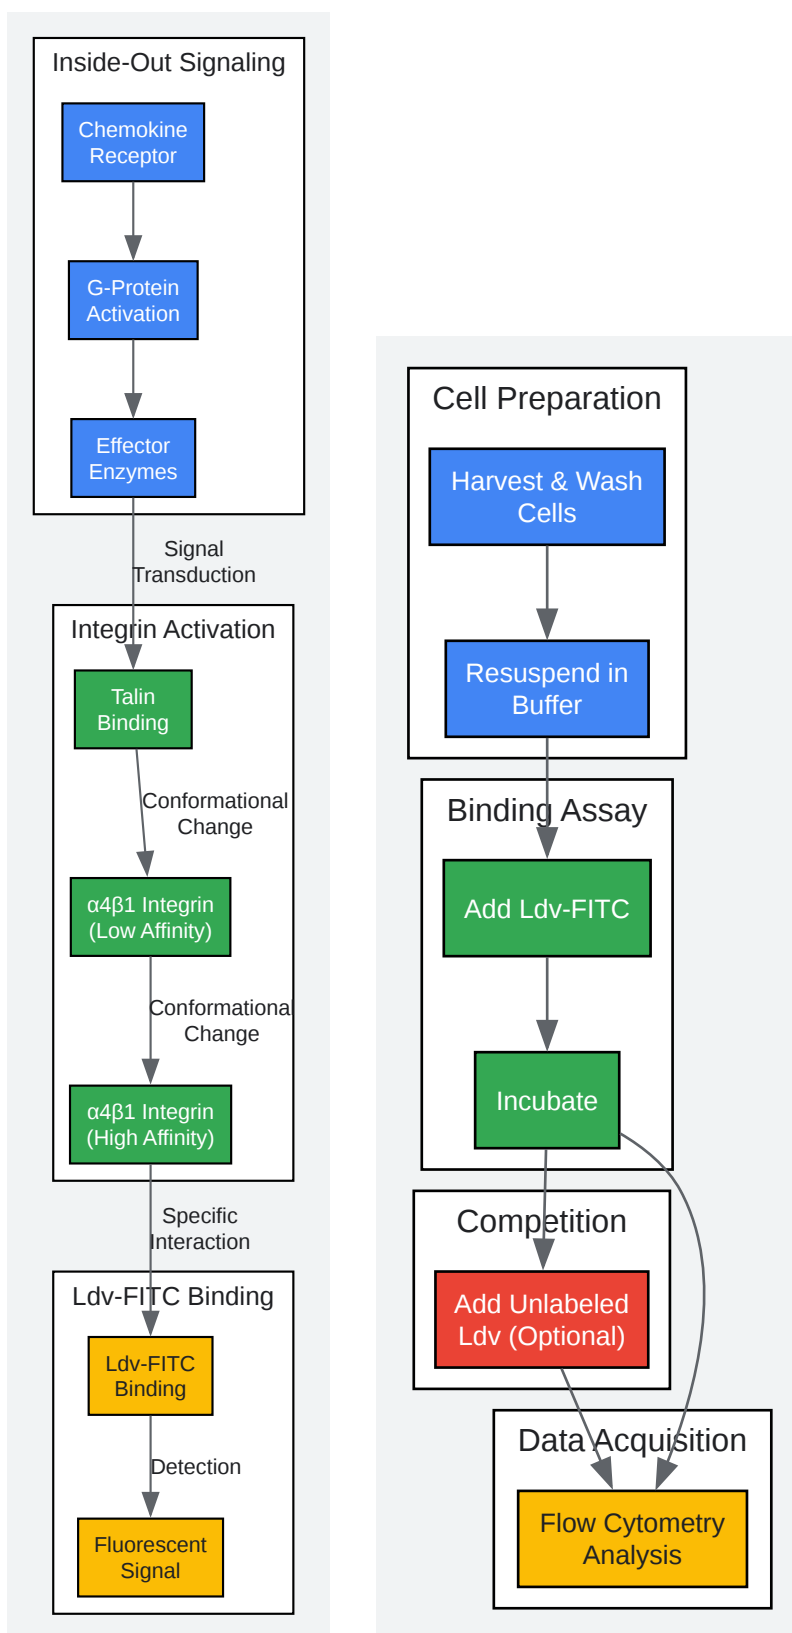 Inside-Out Signaling
Chemokine
Receptor
G-Protein
Activation
Effector
Enzymes
Signal
Transduction
Integrin Activation
Talin
Binding
Conformational
Change
α4β1 Integrin
(Low Affinity)
Conformational
Change
α4β1 Integrin
(High Affinity)
Specific
Interaction
Ldv-FITC Binding
Ldv-FITC
Binding
Detection
Fluorescent
Signal
Cell Preparation
Harvest & Wash
Cells
Resuspend in
Buffer
Binding Assay
Add Ldv-FITC
Incubate
Competition
Add Unlabeled
Ldv (Optional)
Data Acquisition
Flow Cytometry
Analysis